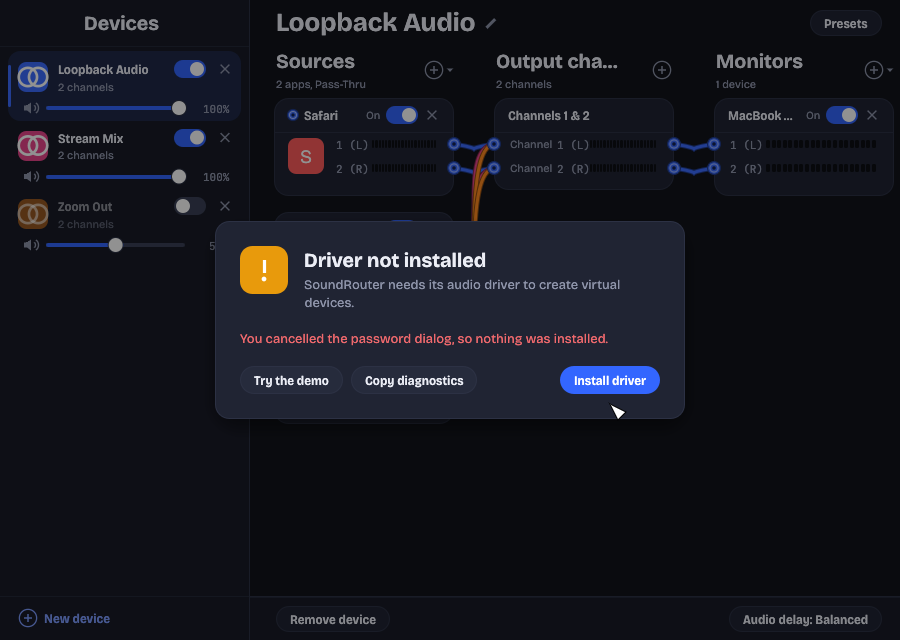 Devices
Loopback Audio
2 channels
100%
Stream Mix
2 channels
100%
Zoom Out
2 channels
Loopback Audio
Presets
Sources
2 apps, Pass-Thru
Output cha...
2 channels
Monitors
1 device
Safari
On
S
1 (L)
2 (R)
Channels 1 & 2
Channel 1 (L)
Channel 2 (R)
MacBook ...
On
1 (L)
2 (R)
!
Driver not installed
SoundRouter needs its audio driver to create virtual
devices.
You cancelled the password dialog, so nothing was installed.
Try the demo
Copy diagnostics
Install driver
New device
Remove device
Audio delay: Balanced